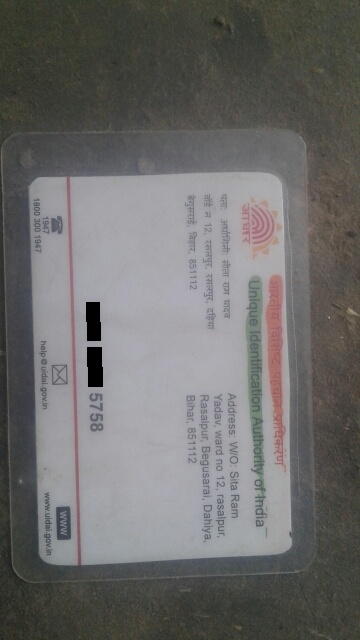 भारतीय विशिष्ट पहचान प्राधिकरण
Unique Identification Authority of India
आधार
पता: अर्धांगिनी सीता राम यादव
वार्ड न 12, रसलपुर, रसलपुर, दहिया
बेगुसराई, बिहार, 851112
Address: W/O: Sita Ram
Yadav, ward no 12, rasalpur,
Rasalpur, Begusarai, Dahiya,
Bihar, 851112
5758
1947
1800 300 1947
help@uidai.gov.in
WWW
www.uidai.gov.in